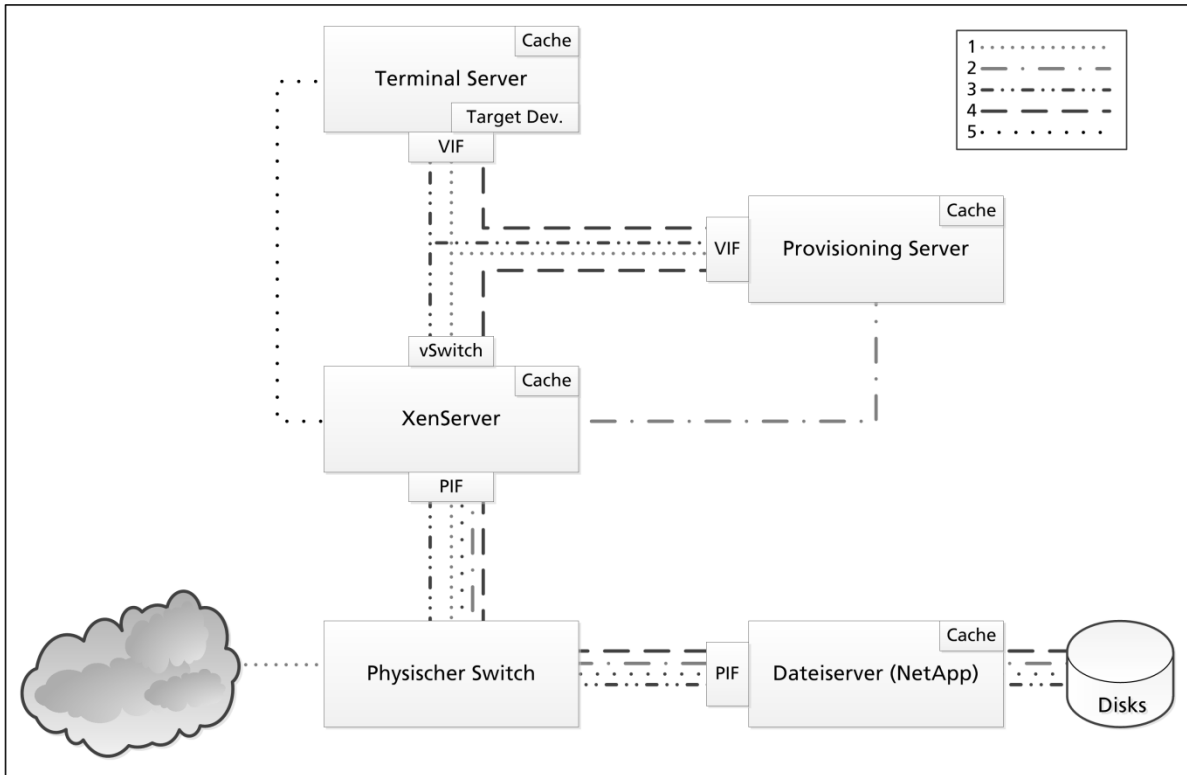 Cache
Terminal Server
Target Dev.
VIF
1
2
3
4
5
Cache
VIF
Provisioning Server
vSwitch
Cache
XenServer
PIF
Physischer Switch
Cache
PIF
Dateiserver (NetApp)
Disks